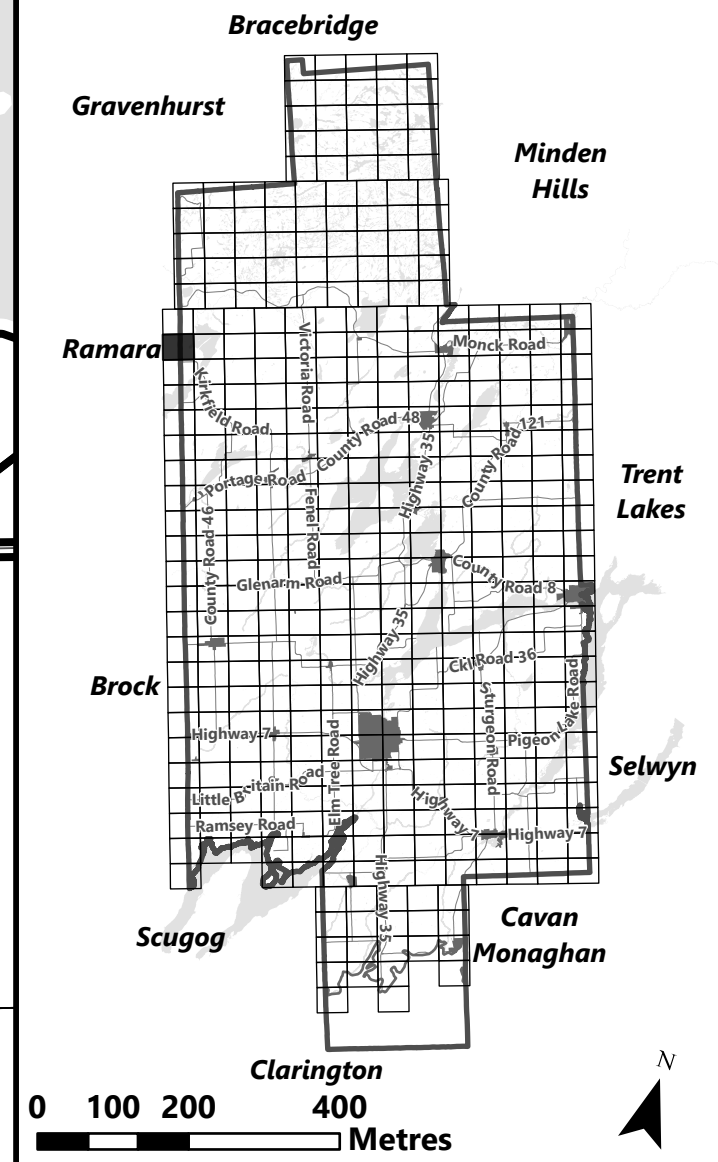 Bracebridge
Gravenhurst
Minden
Hills
Ramara
Monck Road
Victoria Road
Kirkfield Road
County Road 48
County Road 121
Highway 35
Portage Road
Trent
Lakes
Fenel Road
County Road 46
Glenarm Road
County Road 8
Highway 35
Ckl Road 36
Brock
Sturgeon Road
Pigeon Lake Road
Highway 7
Elm Tree Road
Selwyn
Little Britain Road
Ramsey Road
Highway 7
Highway 7
Highway 35
Scugog
Cavan
Monaghan
Clarington
N
0 100 200 400
Metres